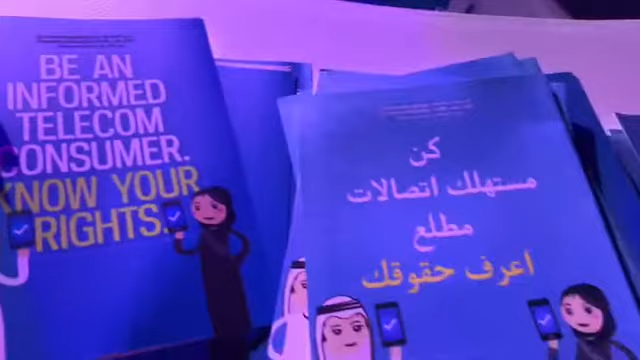 BE AN
INFORMED
TELECOM
CONSUMER.
KNOW YOUR
RIGHTS.
كن
مستهلك اتصالات
مطلع
اعرف حقوقك